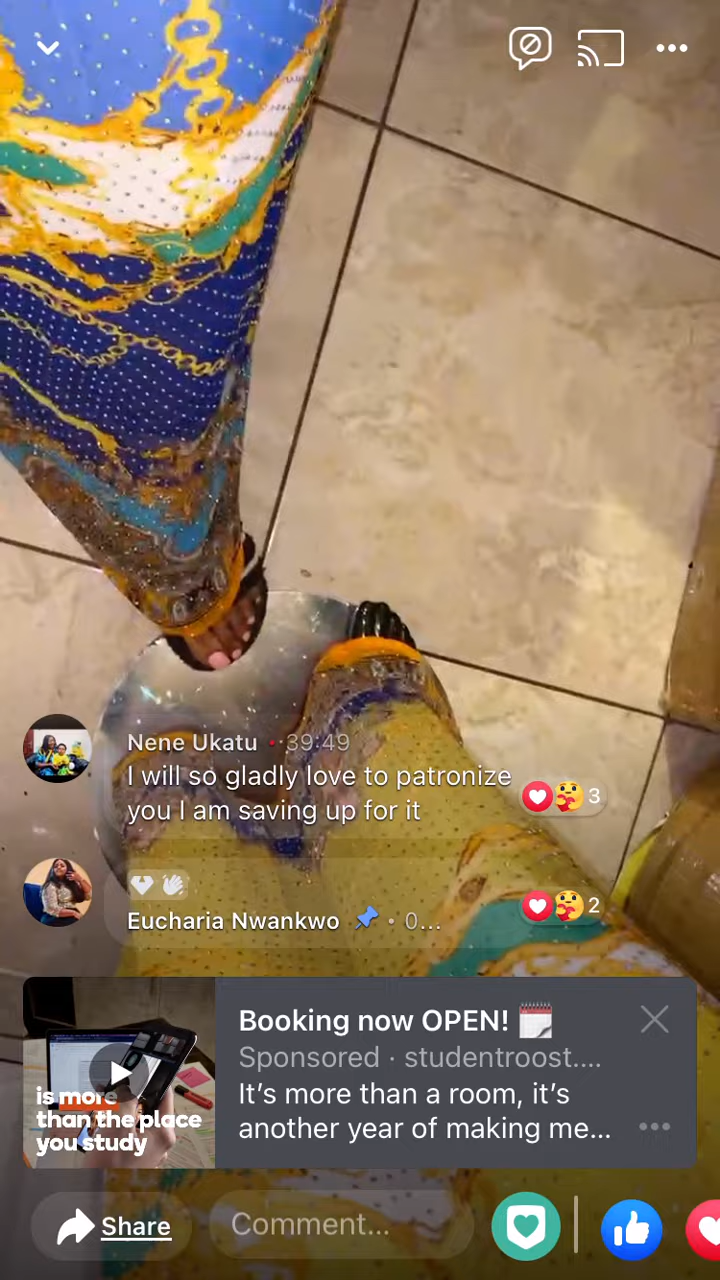 Nene Ukatu • 39:49
I will so gladly love to patronize
you I am saving up for it
3
2
Eucharia Nwankwo 📌 • 0...
Booking now OPEN! 🗓️
Sponsored · studentroost....
It's more than a room, it's
another year of making me...
is more
than the place
you study
Share
Comment...